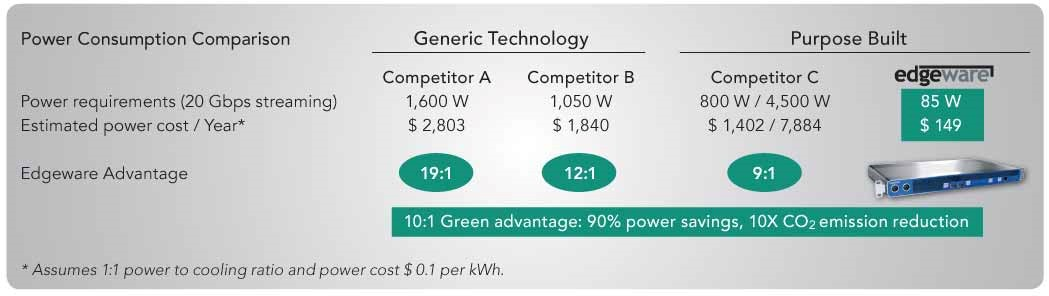 Power Consumption Comparison Generic Technology Purpose Built
Competitor A Competitor B Competitor C edgeware
Power requirements (20 Gbps streaming) 1,600 W 1,050 W 800 W / 4,500 W 85 W
Estimated power cost / Year* $ 2,803 $ 1,840 $ 1,402 / 7,884 $ 149
Edgeware Advantage 19:1 12:1 9:1
10:1 Green advantage: 90% power savings, 10X CO2 emission reduction
* Assumes 1:1 power to cooling ratio and power cost $ 0.1 per kWh.